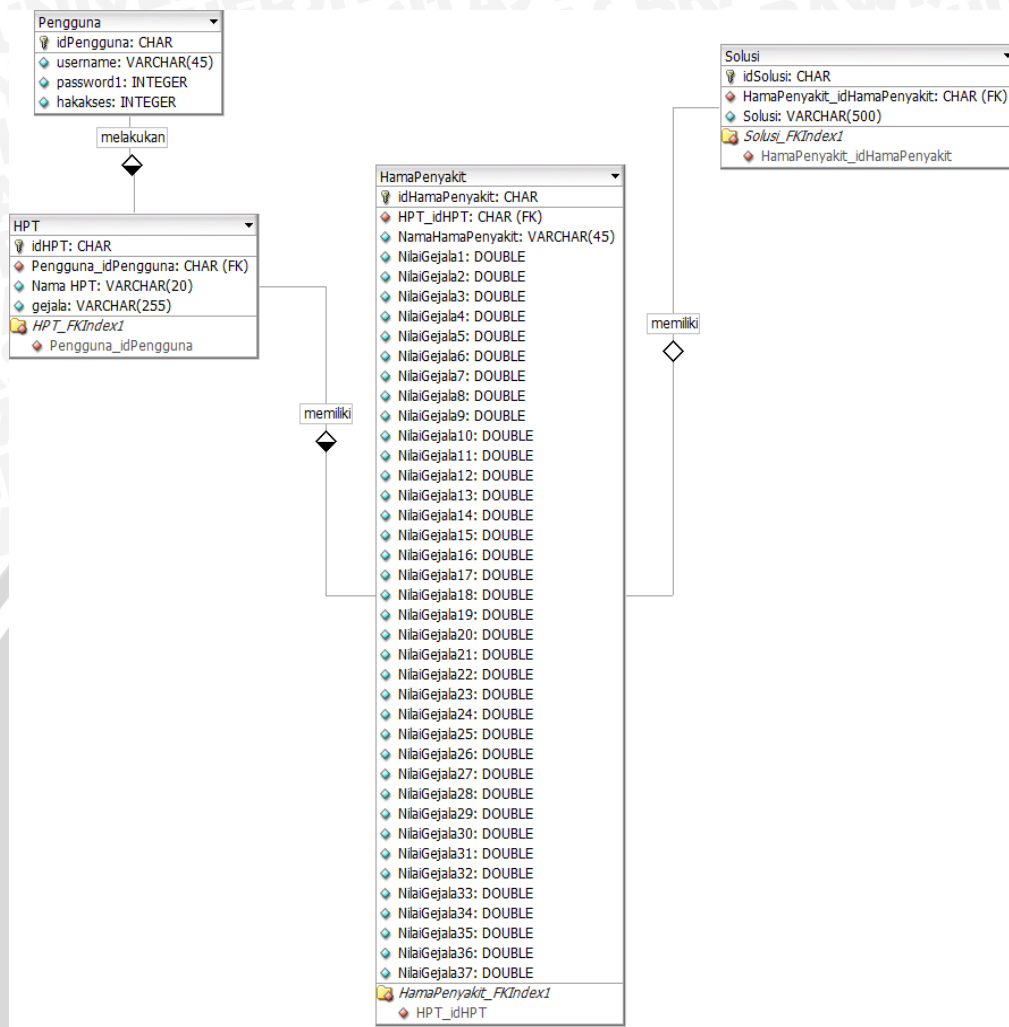 Pengguna
idPengguna: CHAR
username: VARCHAR(45)
password1: INTEGER
hakakses: INTEGER
melakukan
HPT
idHPT: CHAR
Pengguna_idPengguna: CHAR (FK)
Nama HPT: VARCHAR(20)
gejala: VARCHAR(255)
HPT_FKIndex1
Pengguna_idPengguna
memiliki
HamaPenyakit
idHamaPenyakit: CHAR
HPT_idHPT: CHAR (FK)
NamaHamaPenyakit: VARCHAR(45)
NilaiGejala1: DOUBLE
NilaiGejala2: DOUBLE
NilaiGejala3: DOUBLE
NilaiGejala4: DOUBLE
NilaiGejala5: DOUBLE
NilaiGejala6: DOUBLE
NilaiGejala7: DOUBLE
NilaiGejala8: DOUBLE
NilaiGejala9: DOUBLE
NilaiGejala10: DOUBLE
NilaiGejala11: DOUBLE
NilaiGejala12: DOUBLE
NilaiGejala13: DOUBLE
NilaiGejala14: DOUBLE
NilaiGejala15: DOUBLE
NilaiGejala16: DOUBLE
NilaiGejala17: DOUBLE
NilaiGejala18: DOUBLE
NilaiGejala19: DOUBLE
NilaiGejala20: DOUBLE
NilaiGejala21: DOUBLE
NilaiGejala22: DOUBLE
NilaiGejala23: DOUBLE
NilaiGejala24: DOUBLE
NilaiGejala25: DOUBLE
NilaiGejala26: DOUBLE
NilaiGejala27: DOUBLE
NilaiGejala28: DOUBLE
NilaiGejala29: DOUBLE
NilaiGejala30: DOUBLE
NilaiGejala31: DOUBLE
NilaiGejala32: DOUBLE
NilaiGejala33: DOUBLE
NilaiGejala34: DOUBLE
NilaiGejala35: DOUBLE
NilaiGejala36: DOUBLE
NilaiGejala37: DOUBLE
HamaPenyakit_FKIndex1
HPT_idHPT
memiliki
Solusi
idSolusi: CHAR
HamaPenyakit_idHamaPenyakit: CHAR (FK)
Solusi: VARCHAR(500)
Solusi_FKIndex1
HamaPenyakit_idHamaPenyakit